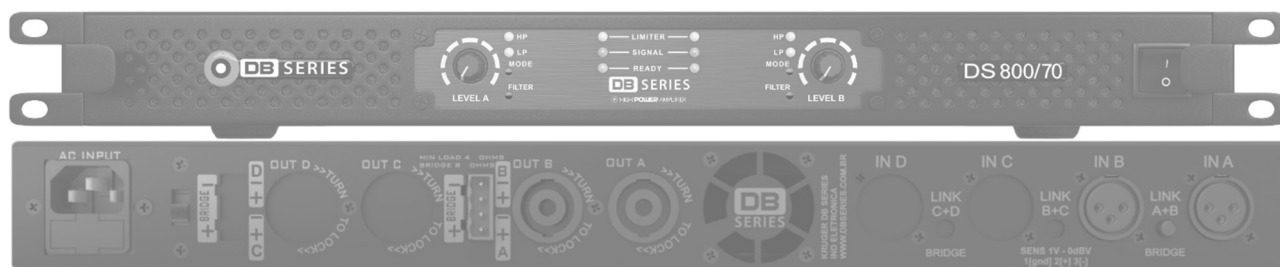 DB SERIES
HP
LP
MODE
FILTER
LEVEL A
LIMITER
SIGNAL
READY
DB SERIES
HIGH POWER AMPLIFIER
HP
LP
MODE
FILTER
LEVEL B
DS 800/70
I
O
AC INPUT
BRIDGE
+ -
D
- +
+ -
C
OUT D
>>TURN
TO LOCK>>
OUT C
>>TURN
TO LOCK>>
MIN LOAD 4 OHMS
BRIDGE 8 OHMS
BRIDGE
+ -
B
- +
+ -
A
OUT B
>>TURN
TO LOCK>>
OUT A
>>TURN
TO LOCK>>
DB
SERIES
KRUGER DB SERIES
IND ELETRONICA
WWW.DBSERIES.COM.BR
IN D
LINK
C+D
BRIDGE
IN C
LINK
B+C
SENS 1V - 0dBV
1[gnd] 2[+] 3[-]
IN B
LINK
A+B
BRIDGE
IN A